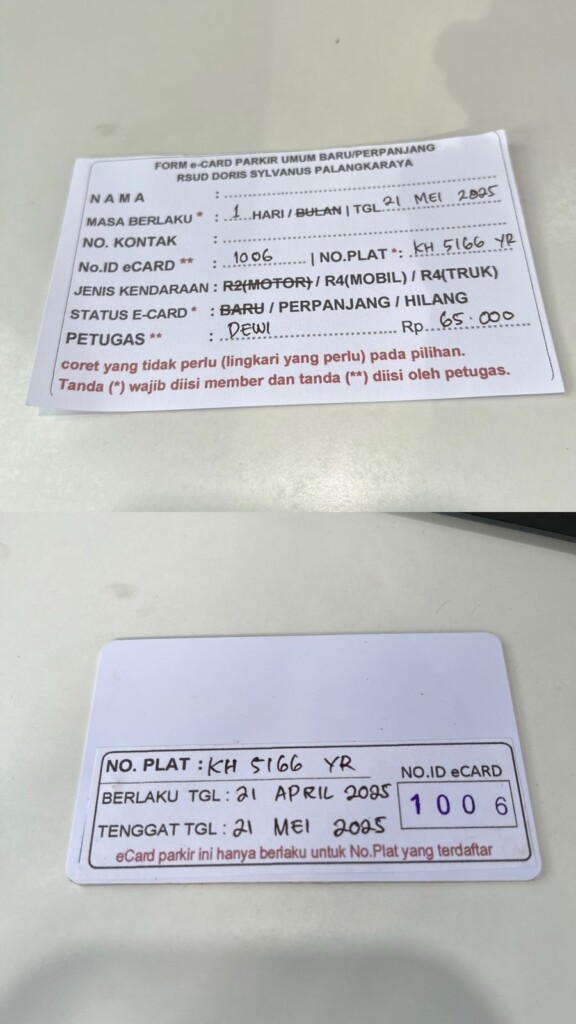 FORM e-CARD PARKIR UMUM BARU/PERPANJANG
RSUD DORIS SYLVANUS PALANGKARAYA
NAMA :
MASA BERLAKU * : 1 HARI / BULAN | TGL 21 MEI 2025
NO. KONTAK :
No.ID eCARD ** : 1006 | NO.PLAT *: KH 5166 YR
JENIS KENDARAAN : R2(MOTOR) / R4(MOBIL) / R4(TRUK)
STATUS E-CARD * : BARU / PERPANJANG / HILANG
PETUGAS ** : DEWI Rp. 65.000
coret yang tidak perlu (lingkari yang perlu) pada pilihan.
Tanda (*) wajib diisi member dan tanda (**) diisi oleh petugas.
NO. PLAT : KH 5166 YR
NO.ID eCARD
BERLAKU TGL : 21 APRIL 2025
1006
TENGGAT TGL : 21 MEI 2025
eCard parkir ini hanya berlaku untuk No.Plat yang terdaftar